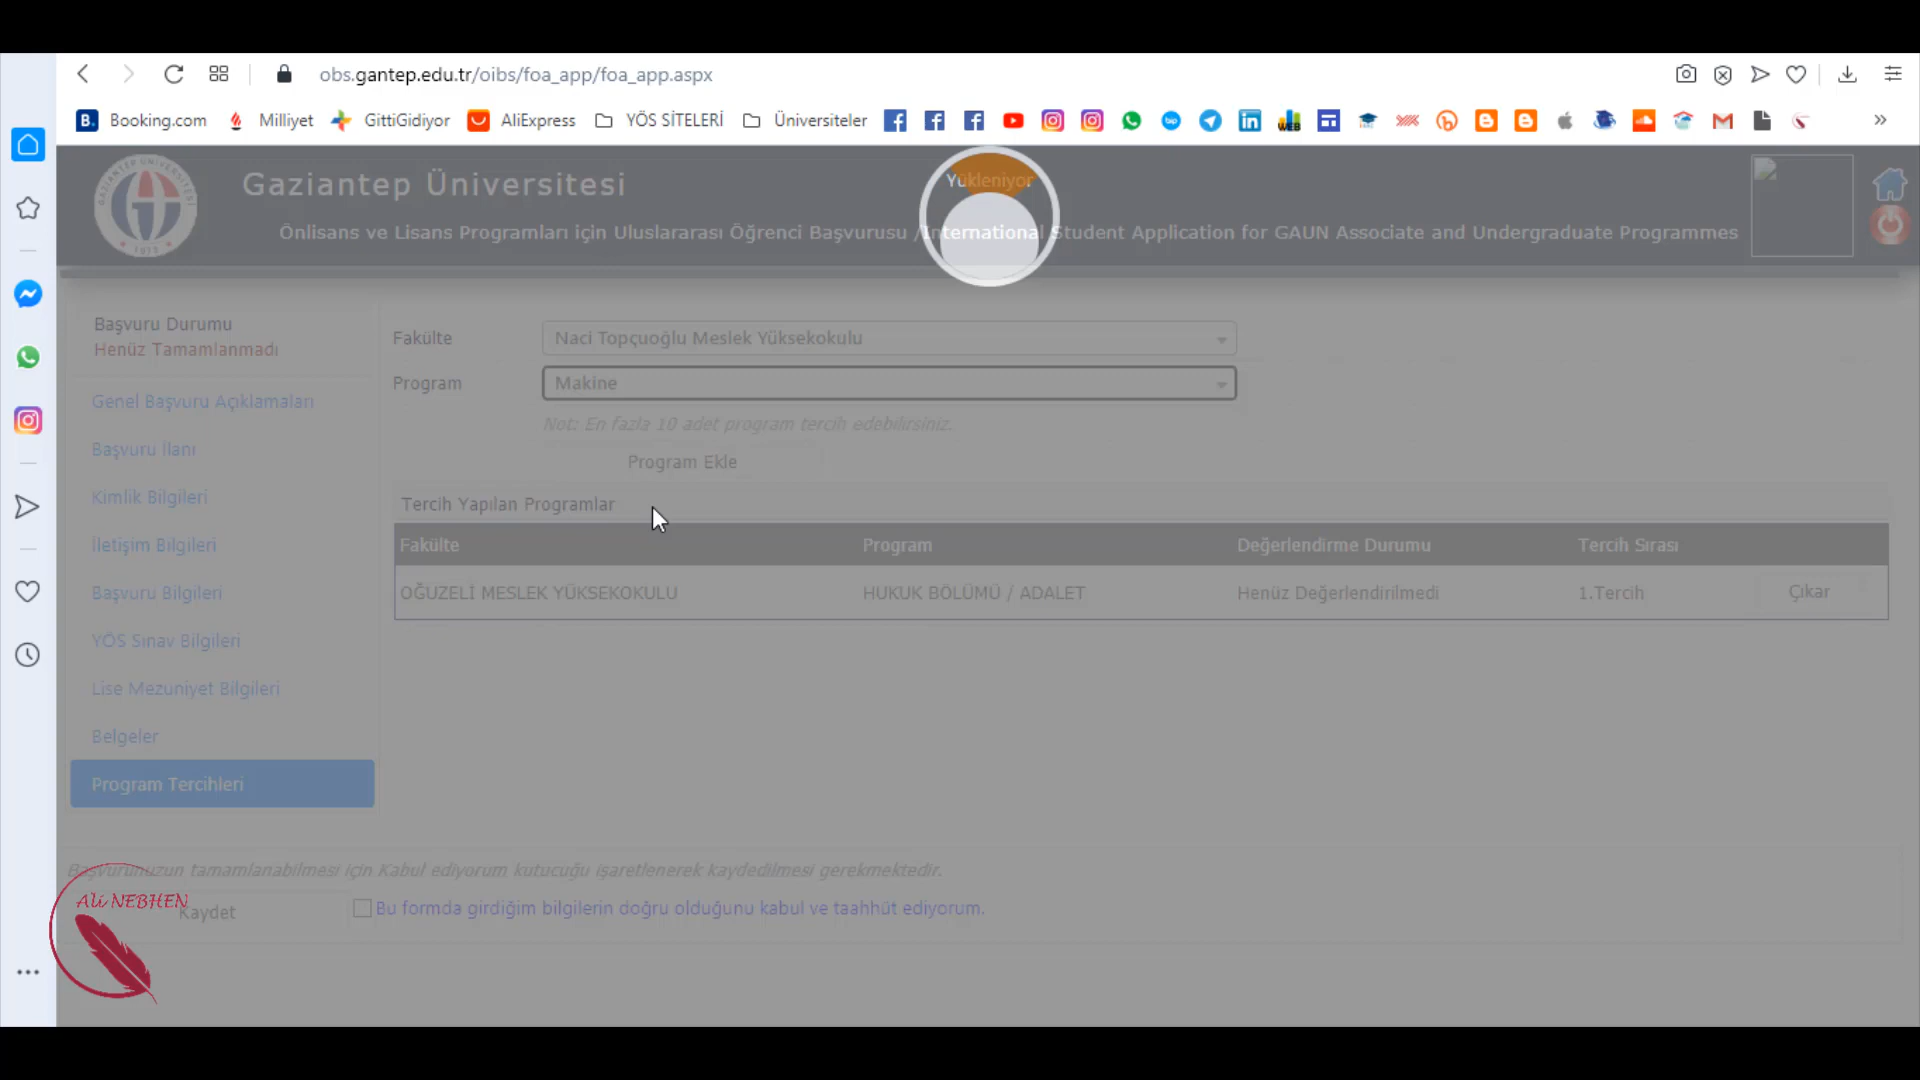 obs.gantep.edu.tr/oibs/foa_app/foa_app.aspx
B. Booking.com Milliyet GittiGidiyor AliExpress YÖS SİTELERİ Üniversiteler
Gaziantep Üniversitesi
Yükleniyor
Önlisans ve Lisans Programları için Uluslararası Öğrenci Başvurusu /International Student Application for GAUN Associate and Undergraduate Programmes
Başvuru Durumu
Henüz Tamamlanmadı
Genel Başvuru Açıklamaları
Başvuru İlanı
Kimlik Bilgileri
İletişim Bilgileri
Başvuru Bilgileri
YÖS Sınav Bilgileri
Lise Mezuniyet Bilgileri
Belgeler
Program Tercihleri
Fakülte Naci Topçuoğlu Meslek Yüksekokulu
Program Makine
Not: En fazla 10 adet program tercih edebilirsiniz.
Program Ekle
Tercih Yapılan Programlar
Fakülte Program Değerlendirme Durumu Tercih Sırası
OĞUZELİ MESLEK YÜKSEKOKULU HUKUK BÖLÜMÜ / ADALET Henüz Değerlendirilmedi 1.Tercih Çıkar
Başvurunuzun tamamlanabilmesi için Kabul ediyorum kutucuğu işaretlenerek kaydedilmesi gerekmektedir.
Kaydet Bu formda girdiğim bilgilerin doğru olduğunu kabul ve taahhüt ediyorum.
Ali NEBHEN